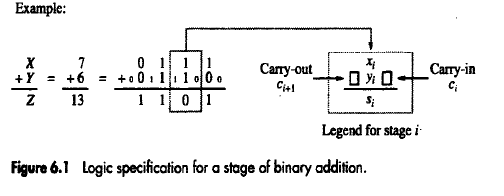 Example:
X 7 0 1 1 1
+Y = +6 = +0 0 1 1 1 1 0 0 0
Z 13 1 1 0 1
Carry-out
c_{i+1}
x_i
y_i
s_i
Carry-in
c_i
Legend for stage i
Figure 6.1 Logic specification for a stage of binary addition.